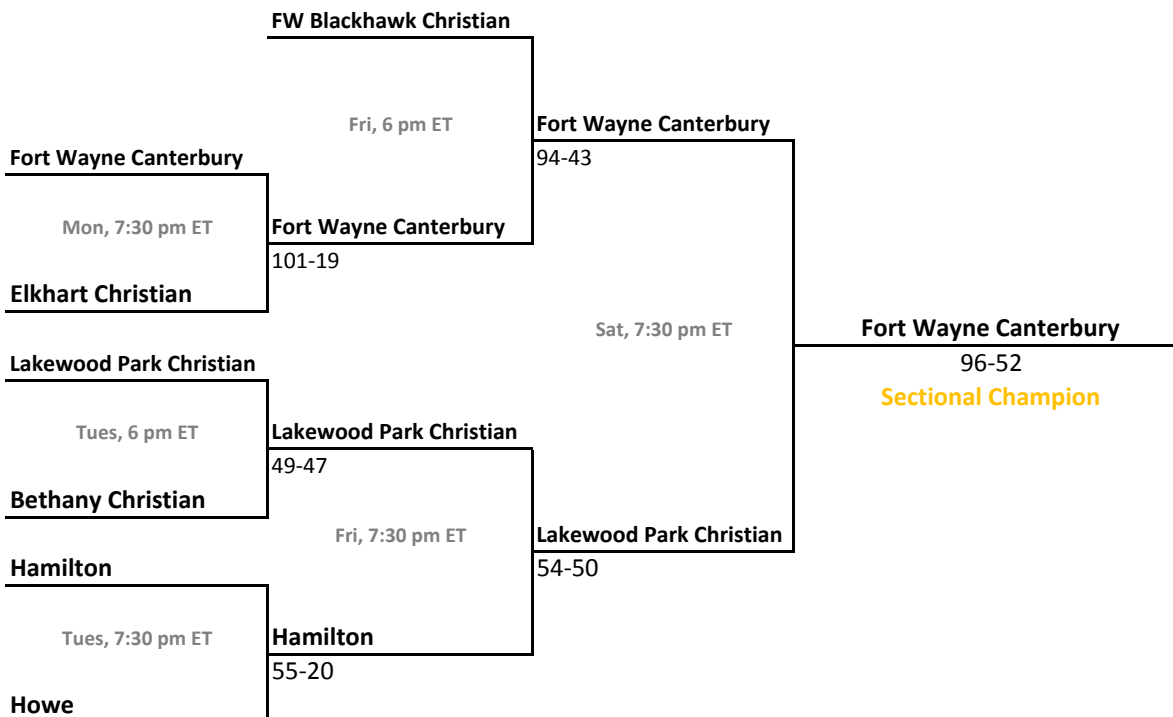 FW Blackhawk Christian
Fri, 6 pm ET
Fort Wayne Canterbury
94-43
Fort Wayne Canterbury
Mon, 7:30 pm ET
Fort Wayne Canterbury
101-19
Elkhart Christian
Sat, 7:30 pm ET
Fort Wayne Canterbury
96-52
Sectional Champion
Lakewood Park Christian
Tues, 6 pm ET
Lakewood Park Christian
49-47
Bethany Christian
Fri, 7:30 pm ET
Lakewood Park Christian
54-50
Hamilton
Tues, 7:30 pm ET
Hamilton
55-20
Howe